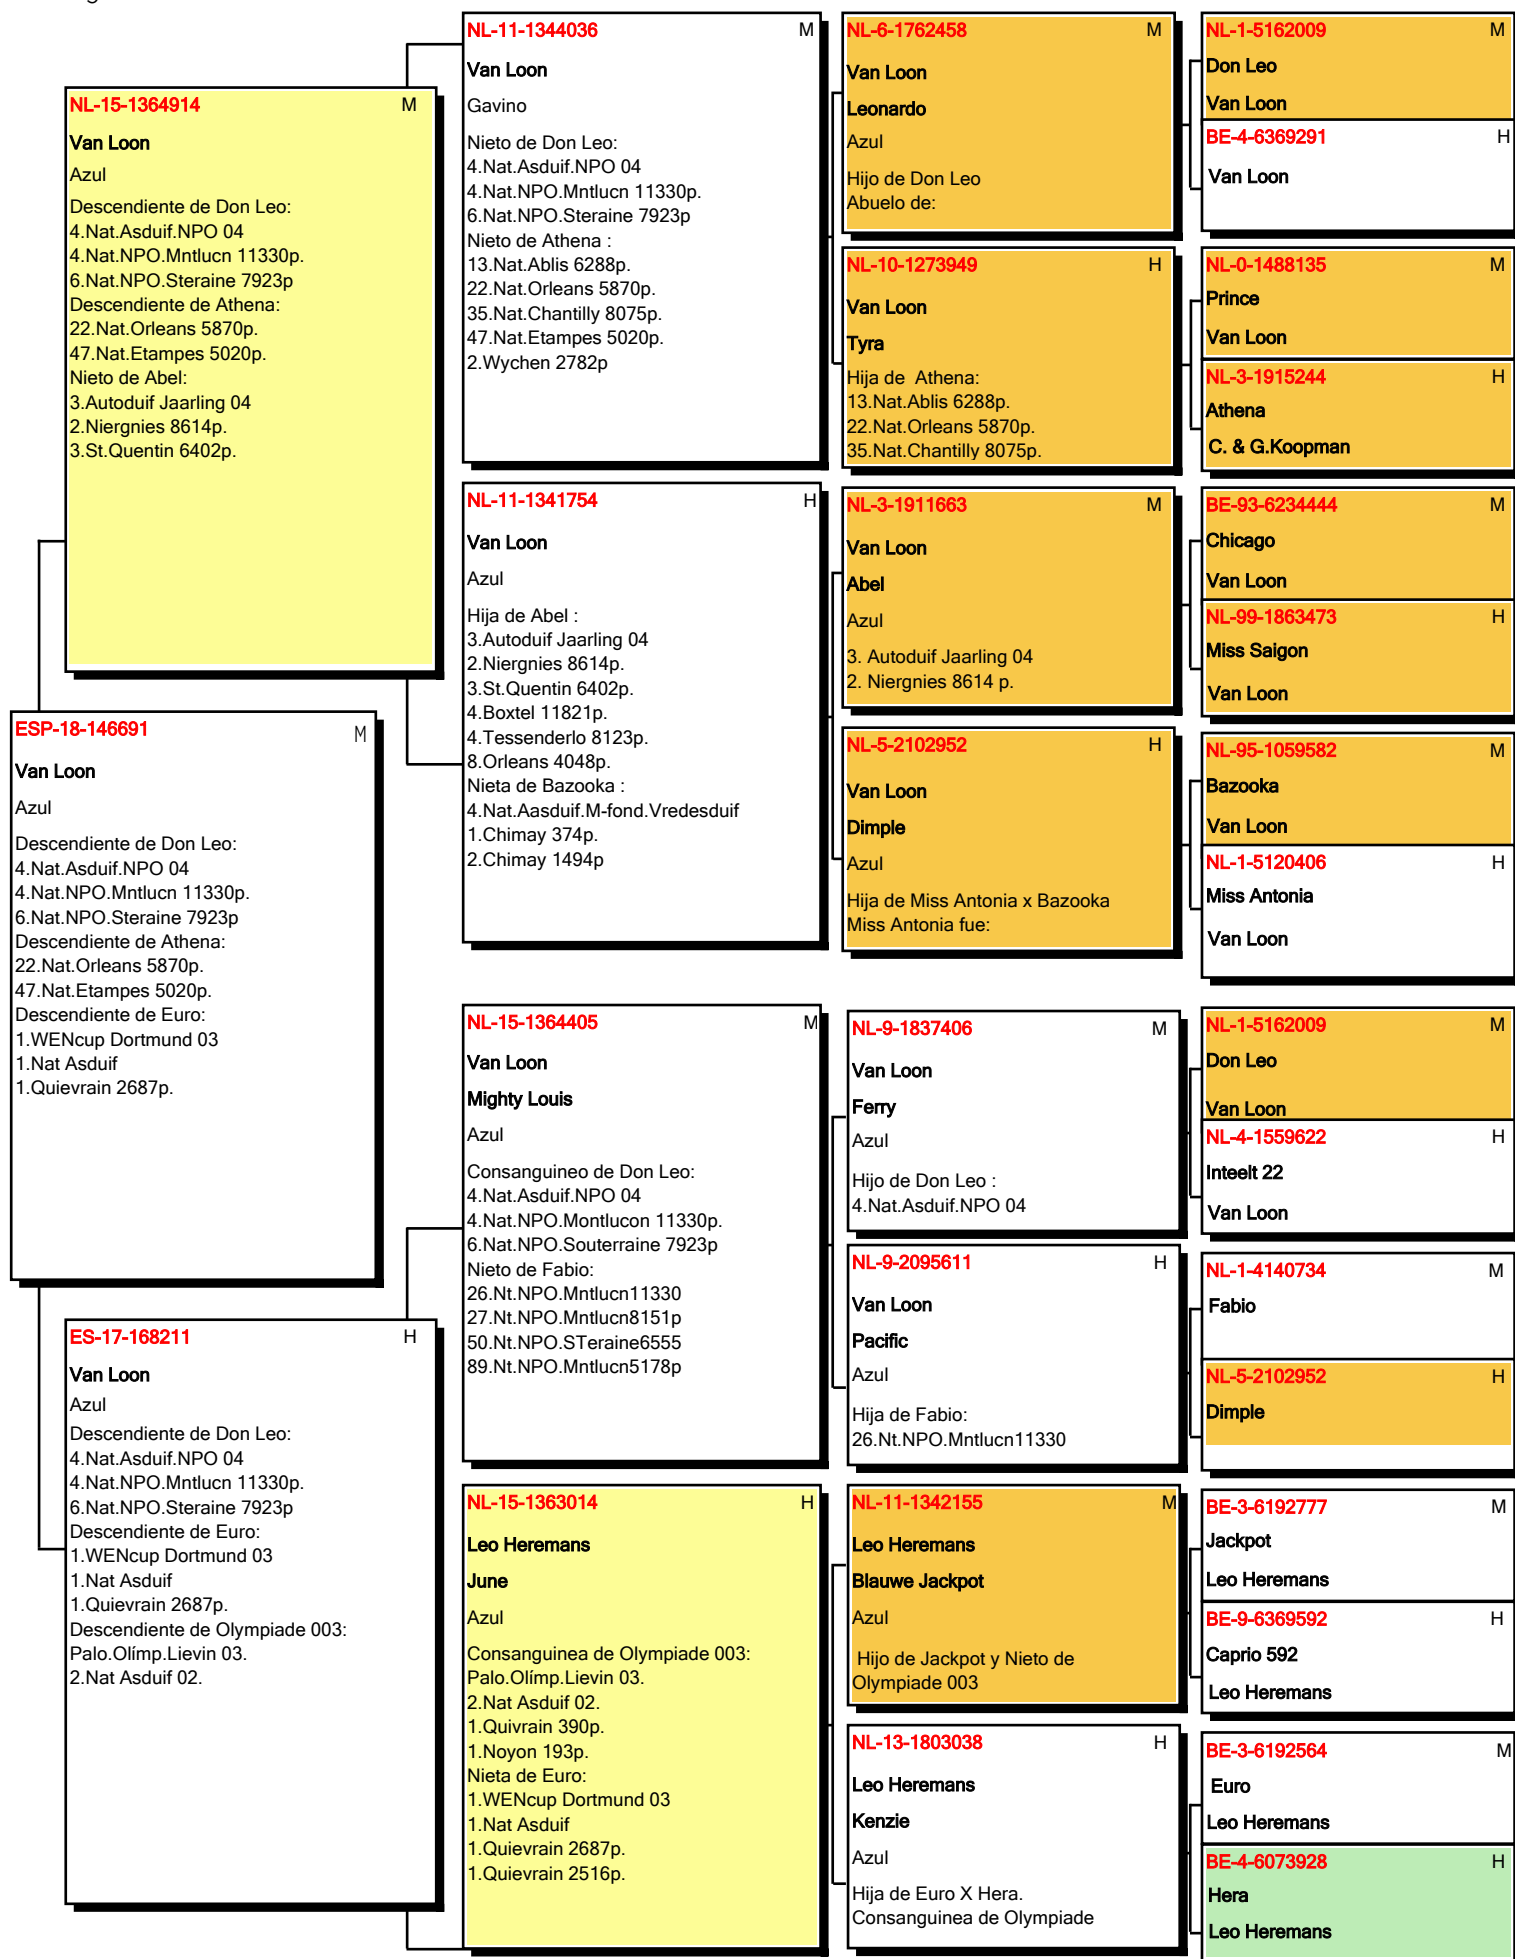 NL-15-1364914 M
Van Loon
Azul
Descendiente de Don Leo:
4.Nat.Asduif.NPO 04
4.Nat.NPO.Mntlucn 11330p.
6.Nat.NPO.Steraine 7923p
Descendiente de Athena:
22.Nat.Orleans 5870p.
47.Nat.Etampes 5020p.
Nieto de Abel:
3.Autoduif Jaarling 04
2.Niergnies 8614p.
3.St.Quentin 6402p.
ESP-18-146691 M
Van Loon
Azul
Descendiente de Don Leo:
4.Nat.Asduif.NPO 04
4.Nat.NPO.Mntlucn 11330p.
6.Nat.NPO.Steraine 7923p
Descendiente de Athena:
22.Nat.Orleans 5870p.
47.Nat.Etampes 5020p.
Descendiente de Euro:
1.WENcup Dortmund 03
1.Nat Asduif
1.Quievrain 2687p.
ES-17-168211 H
Van Loon
Azul
Descendiente de Don Leo:
4.Nat.Asduif.NPO 04
4.Nat.NPO.Mntlucn 11330p.
6.Nat.NPO.Steraine 7923p
Descendiente de Euro:
1.WENcup Dortmund 03
1.Nat Asduif
1.Quievrain 2687p.
Descendiente de Olympiade 003:
Palo.Olímp.Lievin 03.
2.Nat Asduif 02.
NL-11-1344036 M
Van Loon
Gavino
Nieto de Don Leo:
4.Nat.Asduif.NPO 04
4.Nat.NPO.Mntlucn 11330p.
6.Nat.NPO.Steraine 7923p
Nieto de Athena :
13.Nat.Ablis 6288p.
22.Nat.Orleans 5870p.
35.Nat.Chantilly 8075p.
47.Nat.Etampes 5020p.
2.Wychen 2782p
NL-11-1341754 H
Van Loon
Azul
Hija de Abel :
3.Autoduif Jaarling 04
2.Niergnies 8614p.
3.St.Quentin 6402p.
4.Boxtel 11821p.
4.Tessenderlo 8123p.
8.Orleans 4048p.
Nieta de Bazooka :
4.Nat.Aasduif.M-fond.Vredesduif
1.Chimay 374p.
2.Chimay 1494p
NL-15-1364405 M
Van Loon
Mighty Louis
Azul
Consanguineo de Don Leo:
4.Nat.Asduif.NPO 04
4.Nat.NPO.Montlucon 11330p.
6.Nat.NPO.Souterraine 7923p
Nieto de Fabio:
26.Nt.NPO.Mntlucn11330
27.Nt.NPO.Mntlucn8151p
50.Nt.NPO.STeraine6555
89.Nt.NPO.Mntlucn5178p
NL-15-1363014 H
Leo Heremans
June
Azul
Consanguinea de Olympiade 003:
Palo.Olímp.Lievin 03.
2.Nat Asduif 02.
1.Quivrain 390p.
1.Noyon 193p.
Nieta de Euro:
1.WENcup Dortmund 03
1.Nat Asduif
1.Quievrain 2687p.
1.Quievrain 2516p.
NL-6-1762458 M
Van Loon
Leonardo
Azul
Hijo de Don Leo
Abuelo de:
NL-10-1273949 H
Van Loon
Tyra
Hija de Athena:
13.Nat.Ablis 6288p.
22.Nat.Orleans 5870p.
35.Nat.Chantilly 8075p.
NL-3-1911663 M
Van Loon
Abel
Azul
3. Autoduif Jaarling 04
2. Niergnies 8614 p.
NL-5-2102952 H
Van Loon
Dimple
Azul
Hija de Miss Antonia x Bazooka
Miss Antonia fue:
NL-9-1837406 M
Van Loon
Ferry
Azul
Hijo de Don Leo :
4.Nat.Asduif.NPO 04
NL-9-2095611 H
Van Loon
Pacific
Azul
Hija de Fabio:
26.Nt.NPO.Mntlucn11330
NL-11-1342155 M
Leo Heremans
Blauwe Jackpot
Azul
Hijo de Jackpot y Nieto de
Olympiade 003
NL-13-1803038 H
Leo Heremans
Kenzie
Azul
Hija de Euro X Hera.
Consanguinea de Olympiade
NL-1-5162009 M
Don Leo
Van Loon
BE-4-6369291 H
Van Loon
NL-0-1488135 M
Prince
Van Loon
NL-3-1915244 H
Athena
C. & G.Koopman
BE-93-6234444 M
Chicago
Van Loon
NL-99-1863473 H
Miss Saigon
Van Loon
NL-95-1059582 M
Bazooka
Van Loon
NL-1-5120406 H
Miss Antonia
Van Loon
NL-1-5162009 M
Don Leo
Van Loon
NL-4-1559622 H
Inteelt 22
Van Loon
NL-1-4140734 M
Fabio
NL-5-2102952 H
Dimple
BE-3-6192777 M
Jackpot
Leo Heremans
BE-9-6369592 H
Caprio 592
Leo Heremans
BE-3-6192564 M
Euro
Leo Heremans
BE-4-6073928 H
Hera
Leo Heremans